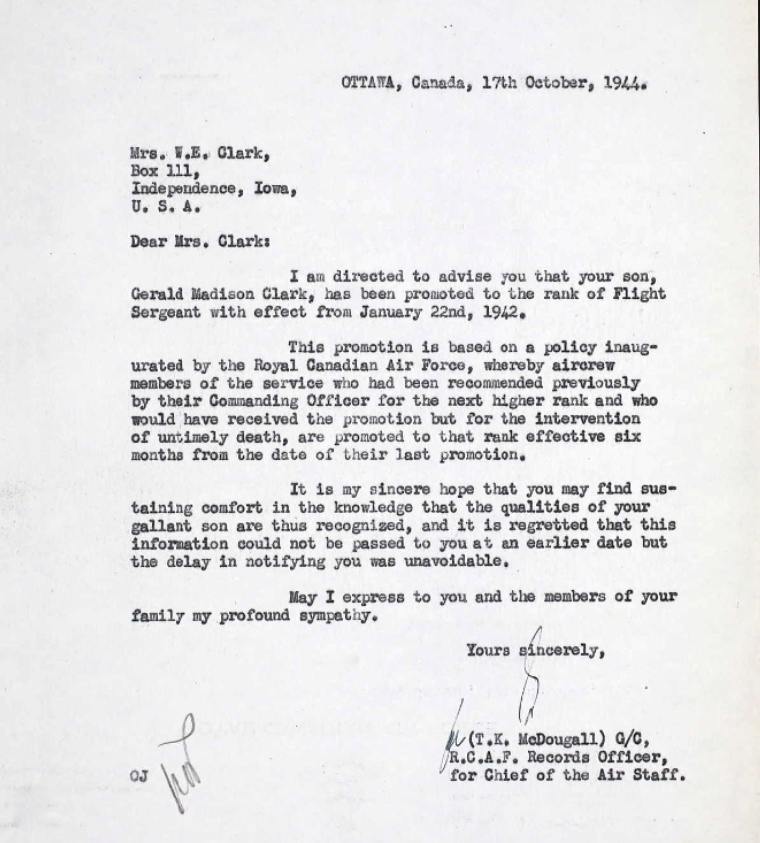 OTTAWA, Canada, 17th October, 1944.
Mrs. W.E. Clark,
Box 111,
Independence, Iowa,
U. S. A.
Dear Mrs. Clark:
I am directed to advise you that your son,
Gerald Madison Clark, has been promoted to the rank of Flight
Sergeant with effect from January 22nd, 1942.
This promotion is based on a policy inaug-
urated by the Royal Canadian Air Force, whereby aircrew
members of the service who had been recommended previously
by their Commanding Officer for the next higher rank and who
would have received the promotion but for the intervention
of untimely death, are promoted to that rank effective six
months from the date of their last promotion.
It is my sincere hope that you may find sus-
taining comfort in the knowledge that the qualities of your
gallant son are thus recognized, and it is regretted that this
information could not be passed to you at an earlier date but
the delay in notifying you was unavoidable.
May I express to you and the members of your
family my profound sympathy.
Yours sincerely,
(T.K. McDougall) G/C,
R.C.A.F. Records Officer,
for Chief of the Air Staff.
OJ